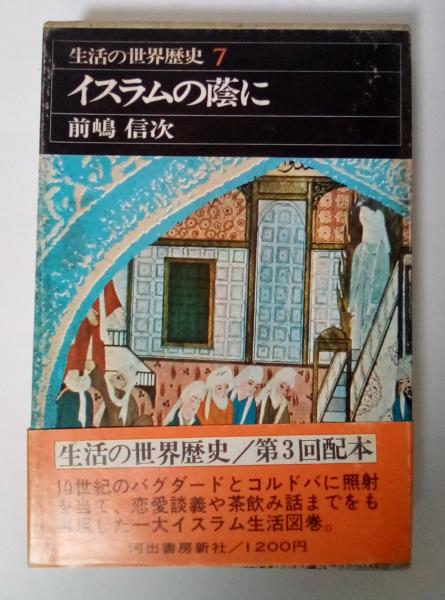 生活の世界歴史 7
イスラムの蔭に
前嶋 信次
生活の世界歴史/第3回配本
10世紀のバグダードとコルドバに照射
を当て、恋愛談義や茶飲み話までをも
した一大イスラム生活図巻。
河出書房新社/1200円